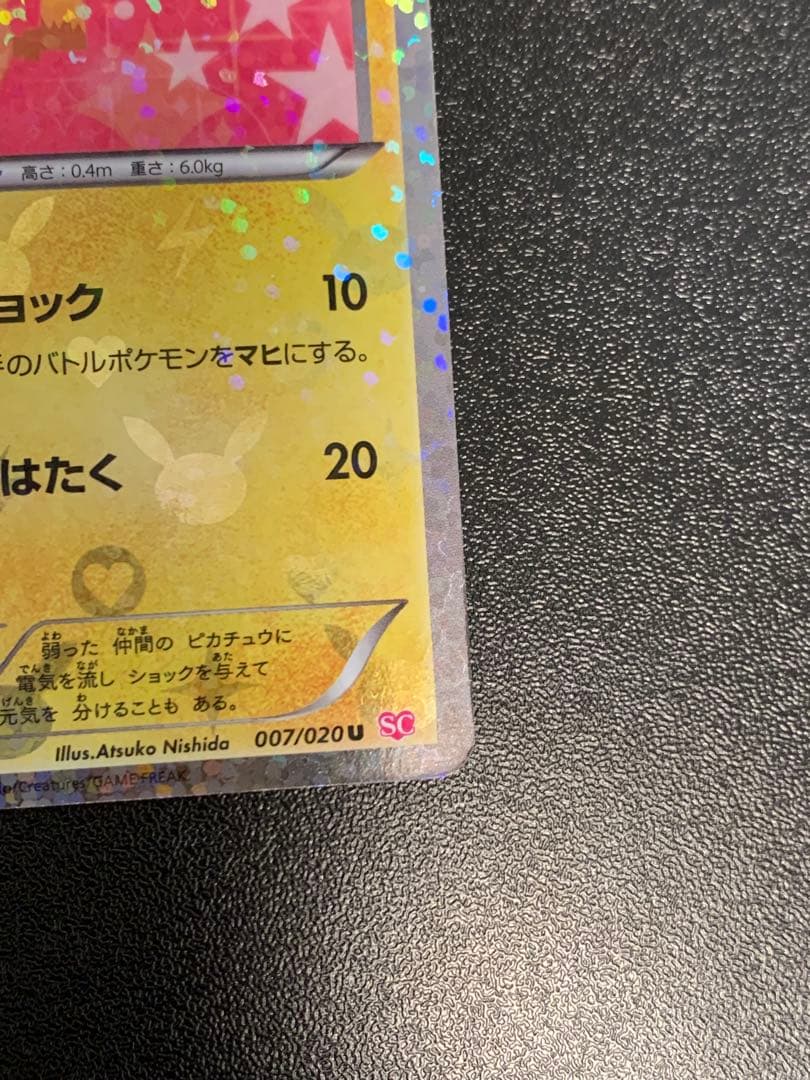 高さ：0.4m 重さ：6.0kg
ョック 10
のバトルポケモンをマヒにする。
はたく 20
弱った 仲間の ピカチュウに
電気を流し ショックを与えて
元気を 分けることも ある。
Illus.Atsuko Nishida 007/020 U SC
/Creatures/GAME FREAK